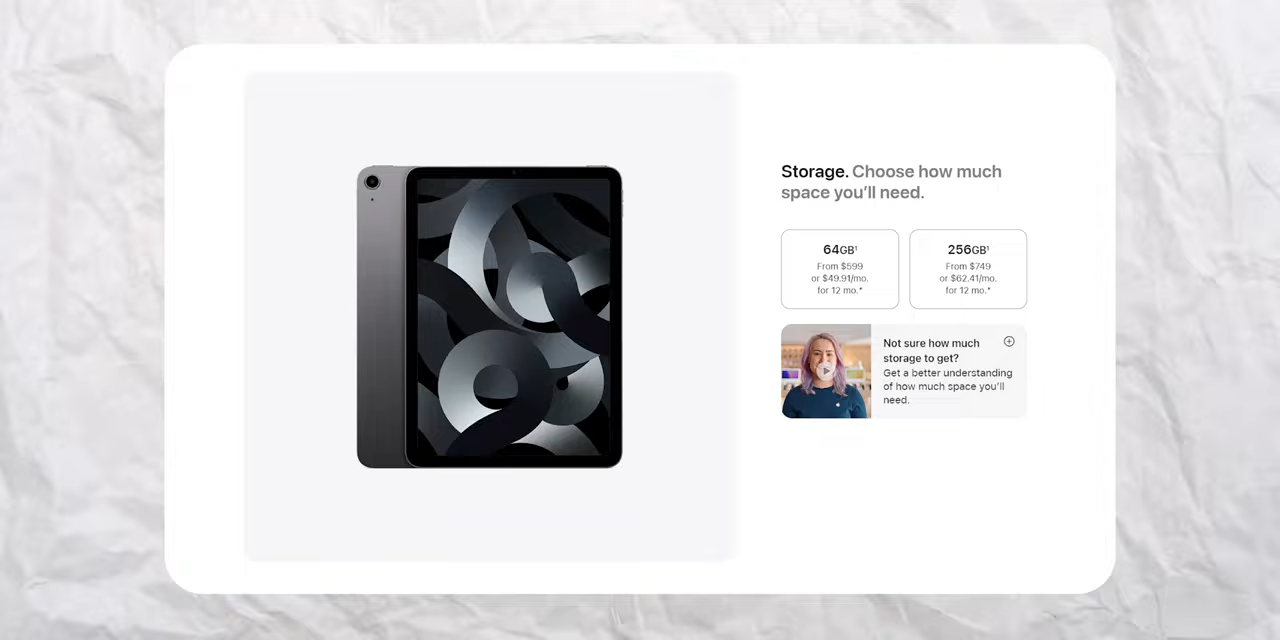 Storage. Choose how much
space you’ll need.
64GB¹
From $599
or $49.91/mo.
for 12 mo.*
256GB¹
From $749
or $62.41/mo.
for 12 mo.*
Not sure how much
storage to get?
Get a better understanding
of how much space you’ll
need.